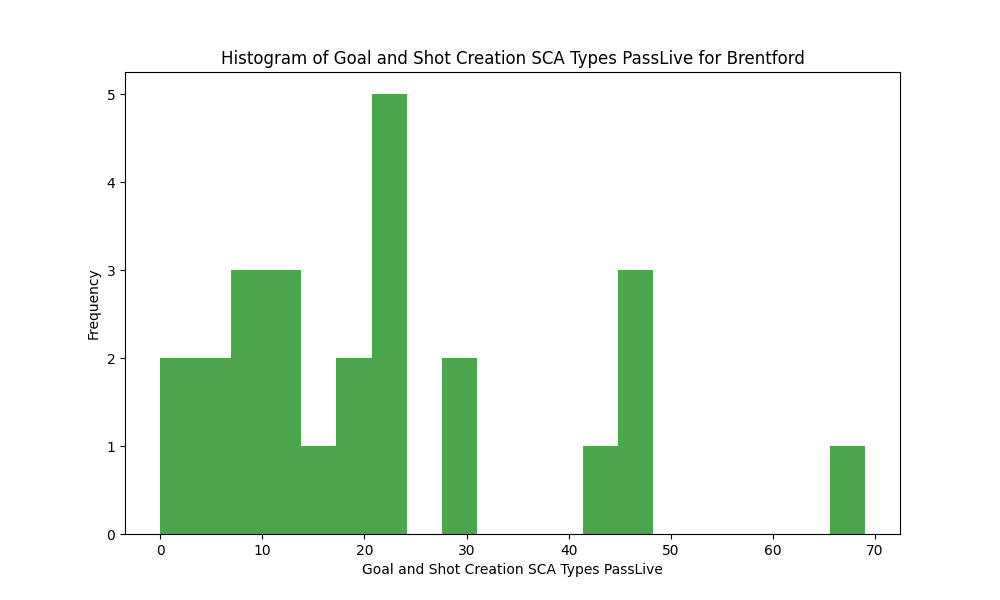 Histogram of Goal and Shot Creation SCA Types PassLive for Brentford
5
4
3
2
1
0
Frequency
0 10 20 30 40 50 60 70
Goal and Shot Creation SCA Types PassLive